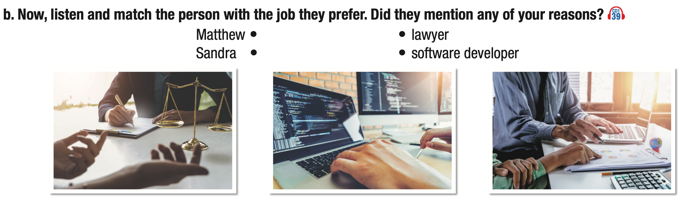 b. Now, listen and match the person with the job they prefer. Did they mention any of your reasons? 39
Matthew • • lawyer
Sandra • • software developer